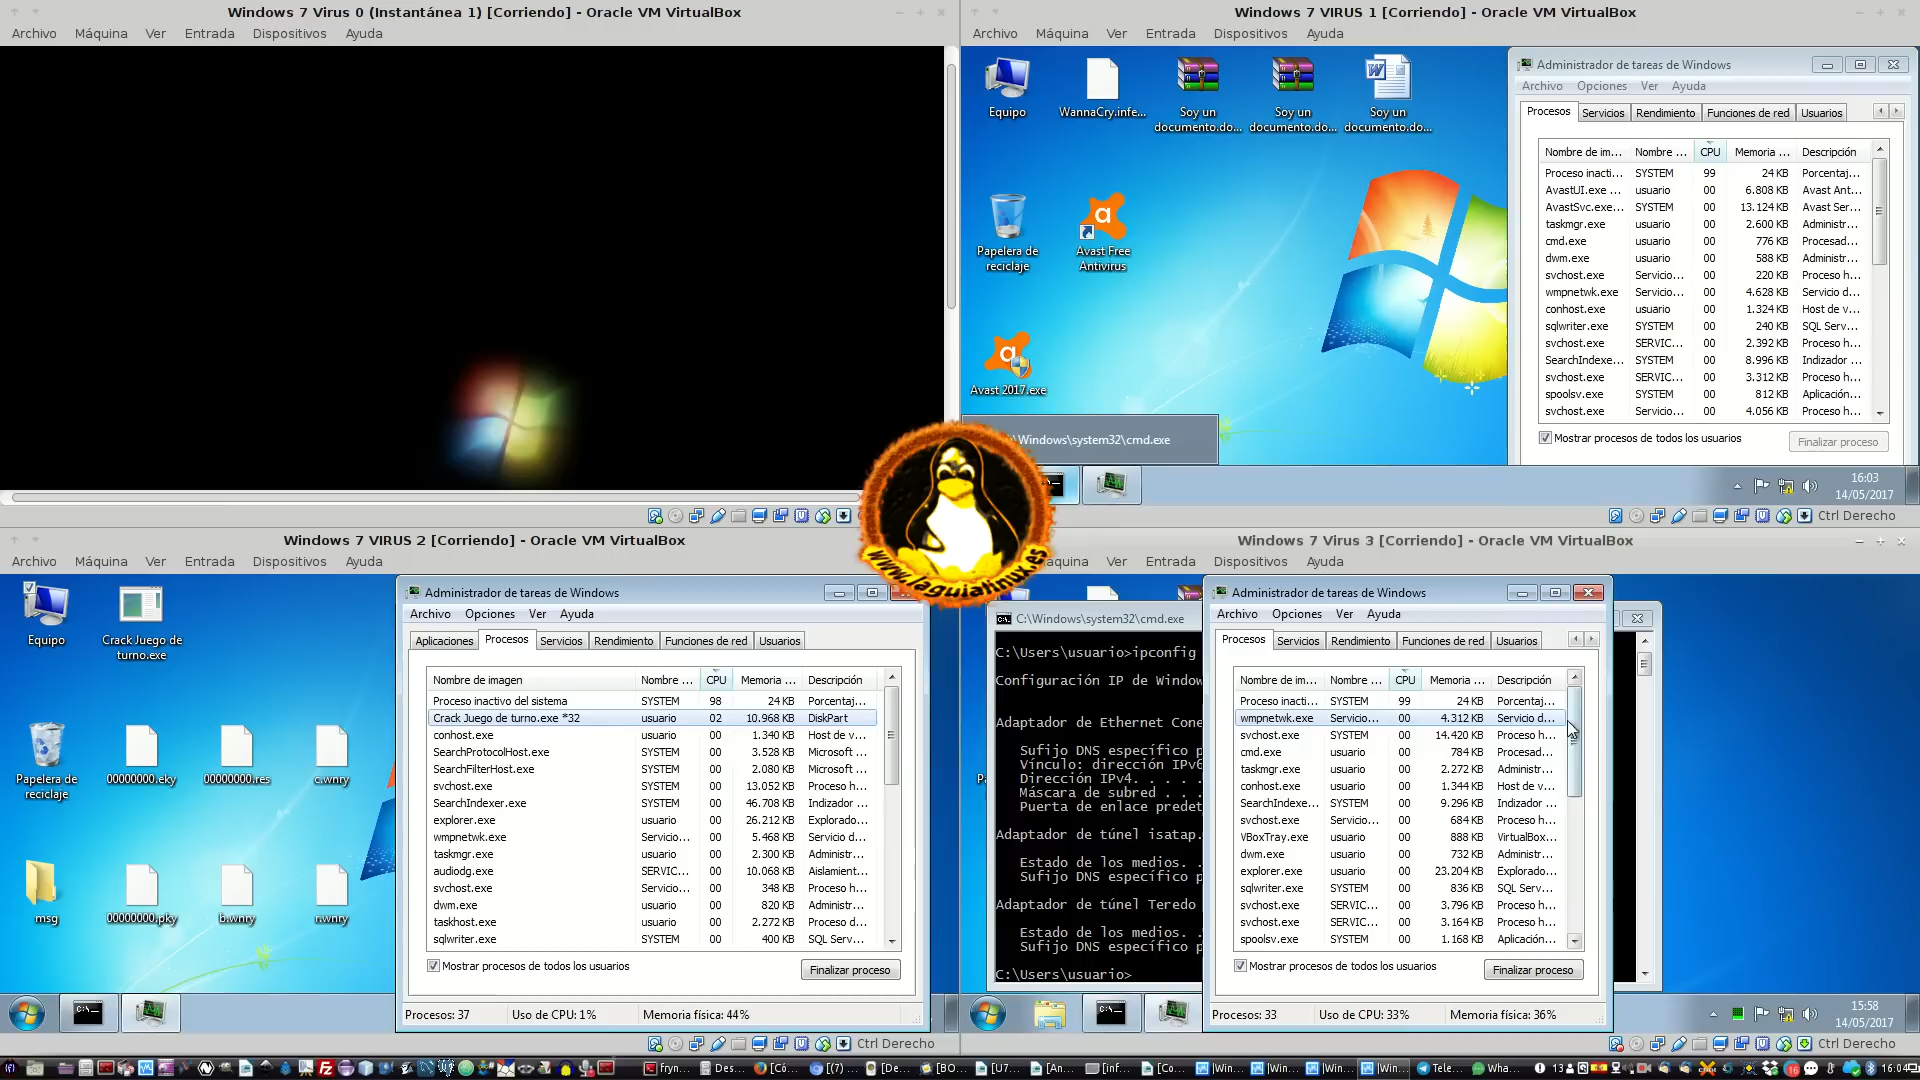 Windows 7 Virus 0 (Instantánea 1) [Corriendo] - Oracle VM VirtualBox
Archivo Máquina Ver Entrada Dispositivos Ayuda
Windows 7 VIRUS 1 [Corriendo] - Oracle VM VirtualBox
Archivo Máquina Ver Entrada Dispositivos Ayuda
Equipo
WannaCry.infe...
Soy un documento.do...
Soy un documento.do...
Soy un documento.do...
Papelera de reciclaje
Avast Free Antivirus
Avast 2017.exe
Windows\system32\cmd.exe
Administrador de tareas de Windows
Archivo Opciones Ver Ayuda
Procesos Servicios Rendimiento Funciones de red Usuarios
Nombre de im... Nombre ... CPU Memoria ... Descripción
Proceso inacti... SYSTEM 99 24 KB Porcentaj...
AvastUI.exe ... usuario 00 6.808 KB Avast Ant...
AvastSvc.exe... SYSTEM 00 13.124 KB Avast Ser...
taskmgr.exe usuario 00 2.600 KB Administr...
cmd.exe usuario 00 776 KB Procesad...
dwm.exe usuario 00 588 KB Administr...
svchost.exe Servicio... 00 220 KB Proceso h...
wmpnetwk.exe Servicio... 00 4.628 KB Servicio d...
conhost.exe usuario 00 1.324 KB Host de v...
sqlwriter.exe SYSTEM 00 240 KB SQL Serv...
svchost.exe SERVIC... 00 2.392 KB Proceso h...
SearchIndexe... SYSTEM 00 8.996 KB Indizador ...
svchost.exe SERVIC... 00 3.312 KB Proceso h...
spoolsv.exe SYSTEM 00 812 KB Aplicación...
svchost.exe Servicio... 00 4.056 KB Proceso h...
Mostrar procesos de todos los usuarios Finalizar proceso
16:03
14/05/2017
Ctrl Derecho
www.laguialinux.es
Windows 7 VIRUS 2 [Corriendo] - Oracle VM VirtualBox
Archivo Máquina Ver Entrada Dispositivos Ayuda
Equipo
Crack Juego de turno.exe
Papelera de reciclaje
00000000.eky
00000000.res
c.wnry
msg
00000000.pky
b.wnry
r.wnry
Administrador de tareas de Windows
Archivo Opciones Ver Ayuda
Aplicaciones Procesos Servicios Rendimiento Funciones de red Usuarios
Nombre de imagen Nombre ... CPU Memoria ... Descripción
Proceso inactivo del sistema SYSTEM 98 24 KB Porcentaj...
Crack Juego de turno.exe *32 usuario 02 10.968 KB DiskPart
conhost.exe usuario 00 1.340 KB Host de v...
SearchProtocolHost.exe SYSTEM 00 3.528 KB Microsoft ...
SearchFilterHost.exe SYSTEM 00 2.080 KB Microsoft ...
svchost.exe SYSTEM 00 13.052 KB Proceso h...
SearchIndexer.exe SYSTEM 00 46.708 KB Indizador ...
explorer.exe usuario 00 26.212 KB Explorado...
wmpnetwk.exe Servicio... 00 5.468 KB Servicio d...
taskmgr.exe usuario 00 2.300 KB Administr...
audiodg.exe SERVIC... 00 10.068 KB Aislamient...
svchost.exe Servicio... 00 348 KB Proceso h...
dwm.exe usuario 00 820 KB Administr...
taskhost.exe usuario 00 2.272 KB Proceso d...
sqlwriter.exe SYSTEM 00 400 KB SQL Serv...
Mostrar procesos de todos los usuarios Finalizar proceso
Procesos: 37 Uso de CPU: 1% Memoria física: 44%
Ctrl Derecho
Windows 7 Virus 3 [Corriendo] - Oracle VM VirtualBox
Ver Entrada Dispositivos Ayuda
C:\Windows\system32\cmd.exe
C:\Users\usuario>ipconfig
Configuración IP de Window
Adaptador de Ethernet Cone
Sufijo DNS específico p
Vínculo: dirección IPv6
Dirección IPv4. . . . .
Máscara de subred . . .
Puerta de enlace predet
Adaptador de túnel isatap.
Estado de los medios. .
Sufijo DNS específico p
Adaptador de túnel Teredo
Estado de los medios. .
Sufijo DNS específico p
C:\Users\usuario>
Administrador de tareas de Windows
Archivo Opciones Ver Ayuda
Procesos Servicios Rendimiento Funciones de red Usuarios
Nombre de im... Nombre ... CPU Memoria ... Descripción
Proceso inacti... SYSTEM 99 24 KB Porcentaj...
wmpnetwk.exe Servicio... 00 4.312 KB Servicio d...
svchost.exe SYSTEM 00 14.420 KB Proceso h...
cmd.exe usuario 00 784 KB Procesad...
taskmgr.exe usuario 00 2.272 KB Administr...
conhost.exe usuario 00 1.344 KB Host de v...
SearchIndexe... SYSTEM 00 9.296 KB Indizador ...
svchost.exe Servicio... 00 684 KB Proceso h...
VBoxTray.exe usuario 00 888 KB VirtualBox...
dwm.exe usuario 00 732 KB Administr...
explorer.exe usuario 00 23.204 KB Explorado...
sqlwriter.exe SYSTEM 00 836 KB SQL Serv...
svchost.exe SERVIC... 00 3.796 KB Proceso h...
svchost.exe SERVIC... 00 3.164 KB Proceso h...
spoolsv.exe SYSTEM 00 1.168 KB Aplicación...
Mostrar procesos de todos los usuarios Finalizar proceso
Procesos: 33 Uso de CPU: 33% Memoria física: 36%
15:58
14/05/2017
Ctrl Derecho
fryn... Des... [Co... [(7) ... [De... [BO... [U7... [An... [inf... [Co... [Win... [Win... [Win... [Win... Tele... Wha... 13 16:04